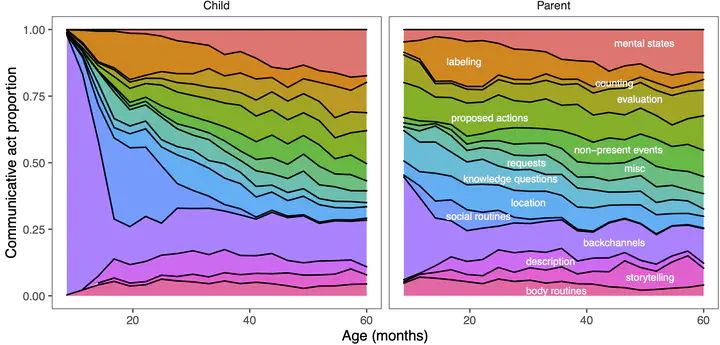 Child
Parent
Communicative act proportion
1.00
0.75
0.50
0.25
0.00
mental states
labeling
counting
evaluation
proposed actions
non−present events
requests
misc
knowledge questions
location
social routines
backchannels
description
storytelling
body routines
20
40
60
20
40
60
Age (months)